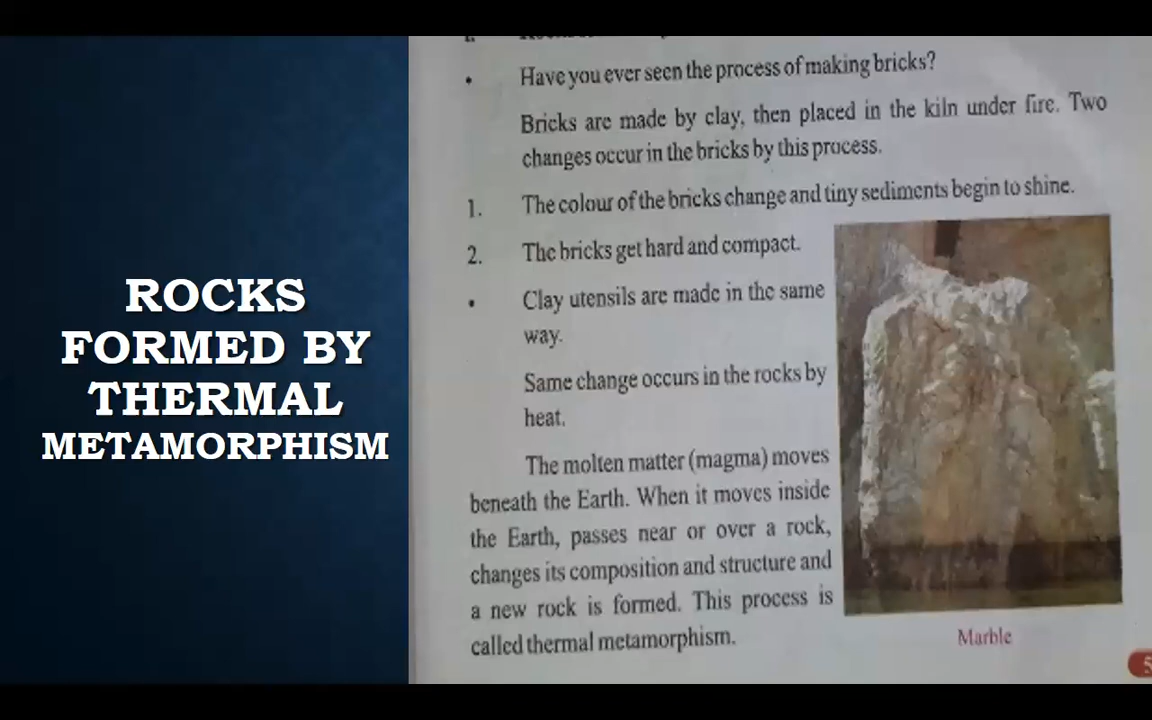 ROCKS
FORMED BY
THERMAL
METAMORPHISM
• Have you ever seen the process of making bricks?
Bricks are made by clay, then placed in the kiln under fire. Two
changes occur in the bricks by this process.
1. The colour of the bricks change and tiny sediments begin to shine.
2. The bricks get hard and compact.
• Clay utensils are made in the same
way.
Same change occurs in the rocks by
heat.
The molten matter (magma) moves
beneath the Earth. When it moves inside
the Earth, passes near or over a rock,
changes its composition and structure and
a new rock is formed. This process is
called thermal metamorphism.
Marble